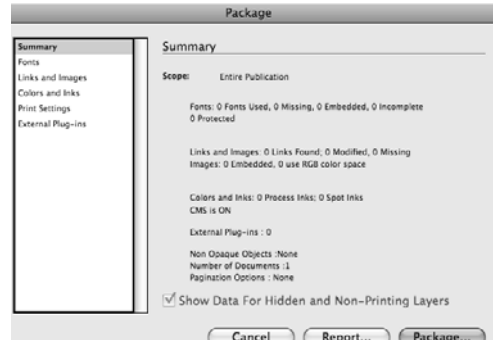 Package
Summary
Fonts
Links and Images
Colors and Inks
Print Settings
External Plug-ins
Summary
Scope: Entire Publication
Fonts: 0 Fonts Used, 0 Missing, 0 Embedded, 0 Incomplete
0 Protected
Links and Images: 0 Links Found; 0 Modified, 0 Missing
Images: 0 Embedded, 0 use RGB color space
Colors and Inks: 0 Process Inks; 0 Spot Inks
CMS is ON
External Plug-ins : 0
Non Opaque Objects :None
Number of Documents :1
Pagination Options : None
Show Data For Hidden and Non-Printing Layers
Cancel Report... Package...